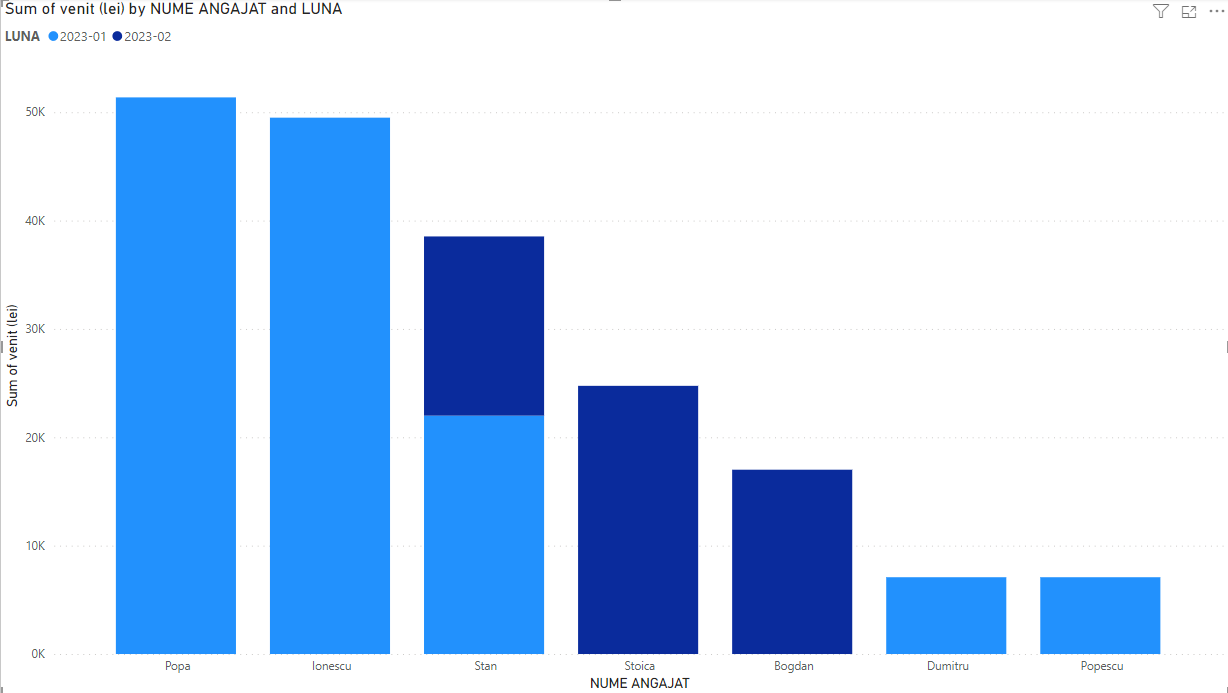 Sum of venit (lei) by NUME ANGAJAT and LUNA
LUNA 2023-01 2023-02
Sum of venit (lei)
50K
40K
30K
20K
10K
0K
Popa Ionescu Stan Stoica Bogdan Dumitru Popescu
NUME ANGAJAT